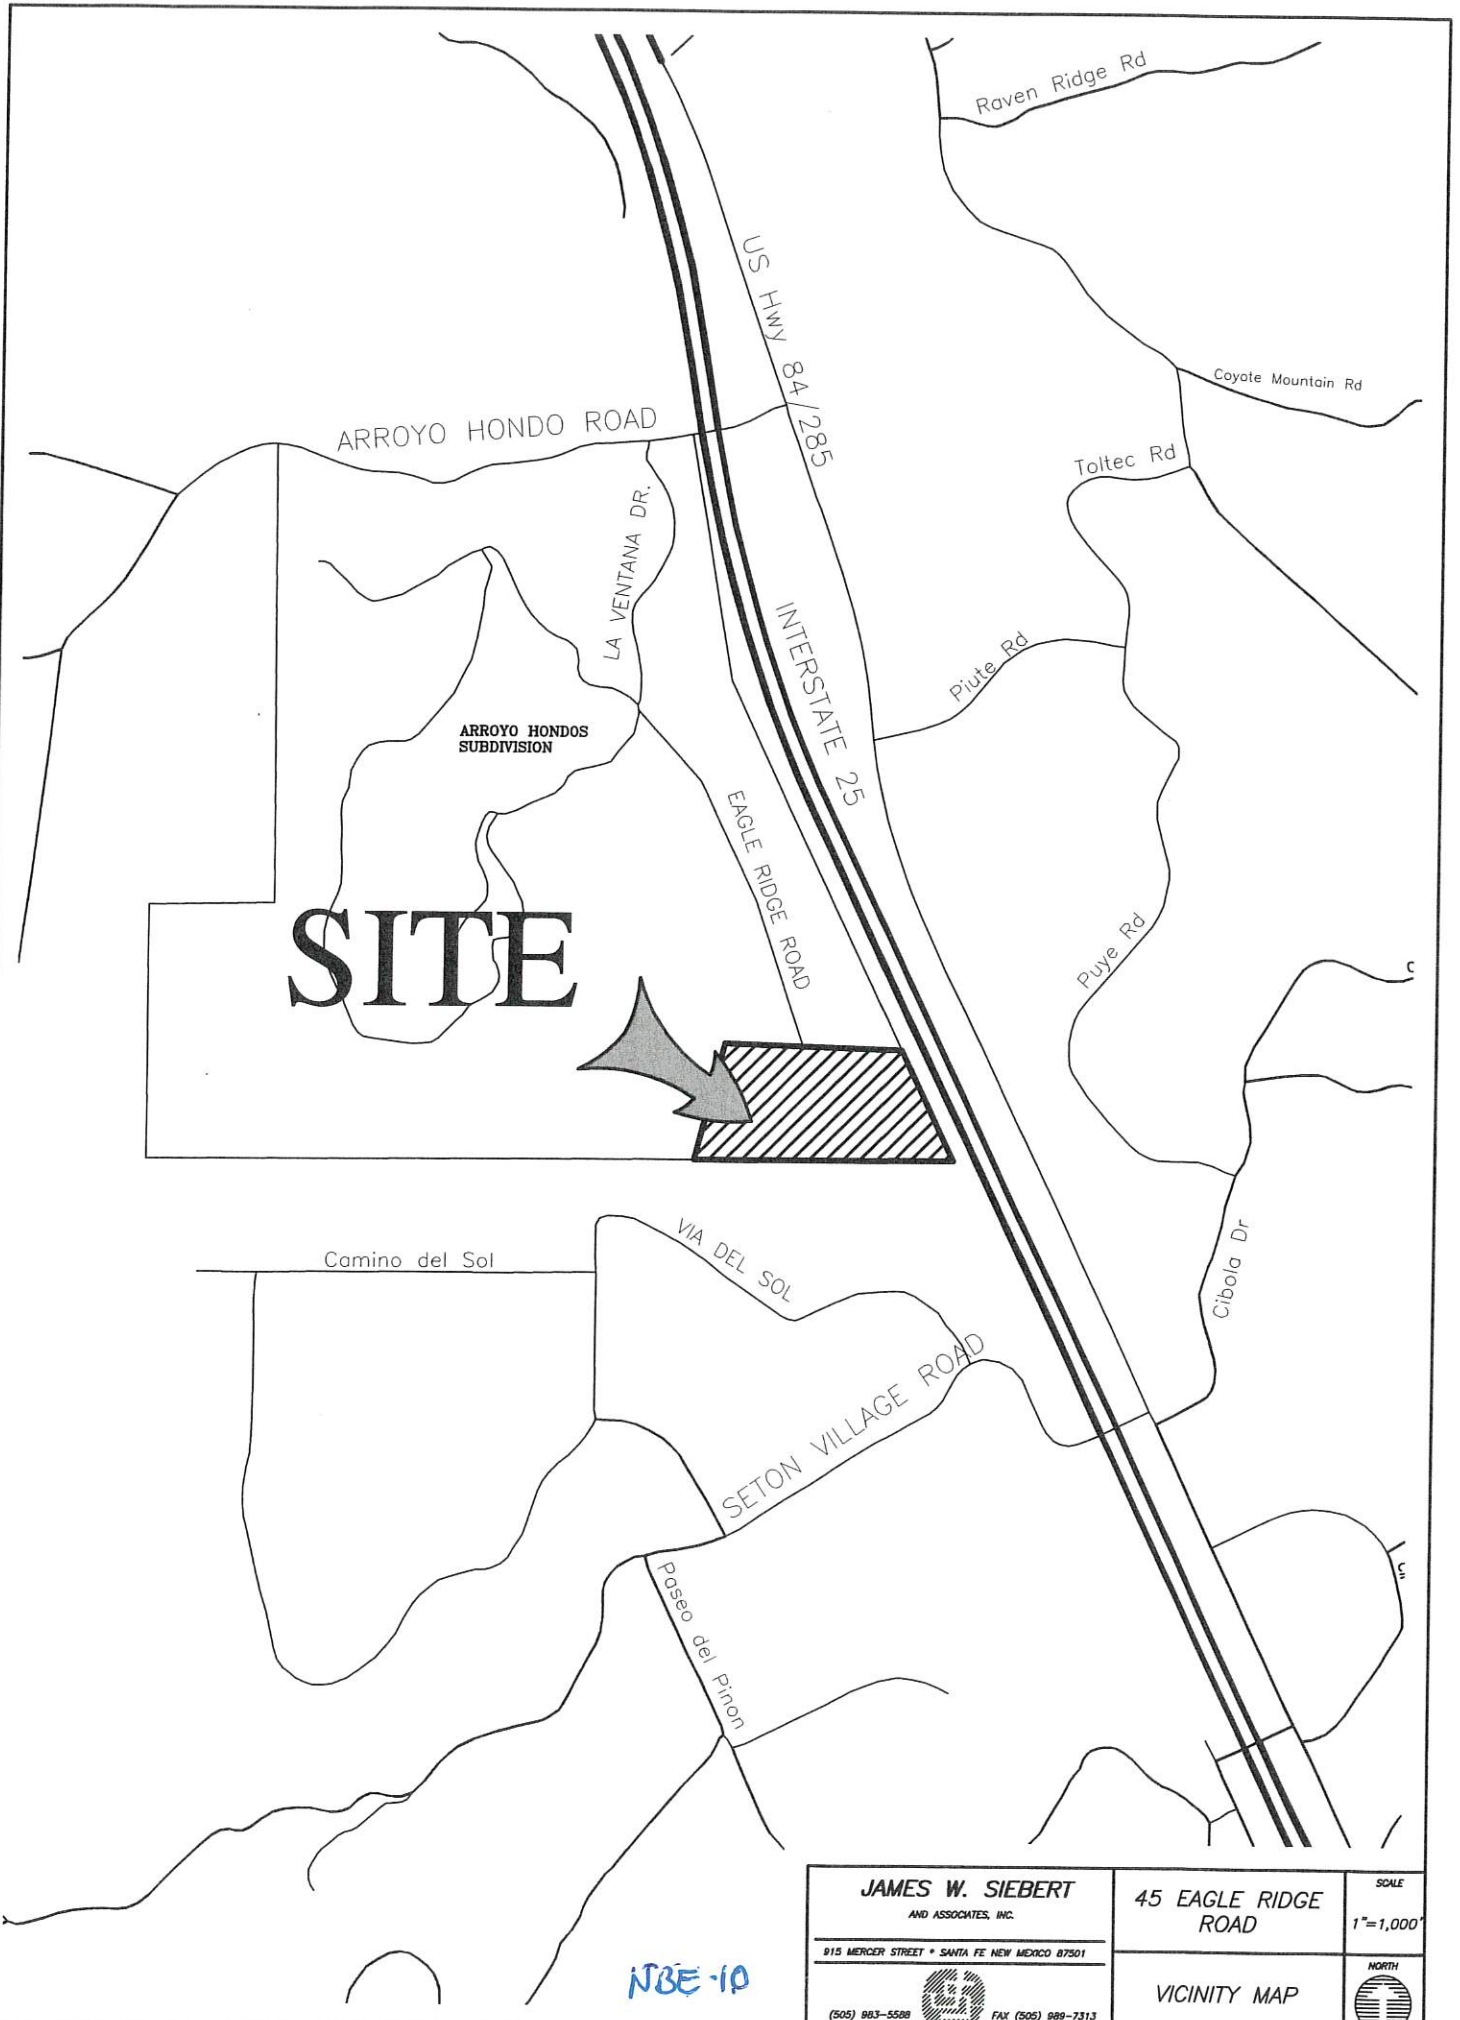 Raven Ridge Rd
US Hwy 84/285
Coyote Mountain Rd
ARROYO HONDO ROAD
Toltec Rd
LA VENTANA DR.
INTERSTATE 25
Piute Rd
ARROYO HONDOS
SUBDIVISION
EAGLE RIDGE ROAD
SITE
Puye Rd
Camino del Sol
VIA DEL SOL
Cibola Dr
SETON VILLAGE ROAD
Paseo del Pinon
NBE-10
JAMES W. SIEBERT
AND ASSOCIATES, INC.
915 MERCER STREET * SANTA FE NEW MEXICO 87501
(505) 983-5588
FAX (505) 989-7313
45 EAGLE RIDGE
ROAD
VICINITY MAP
SCALE
1"=1,000'
NORTH